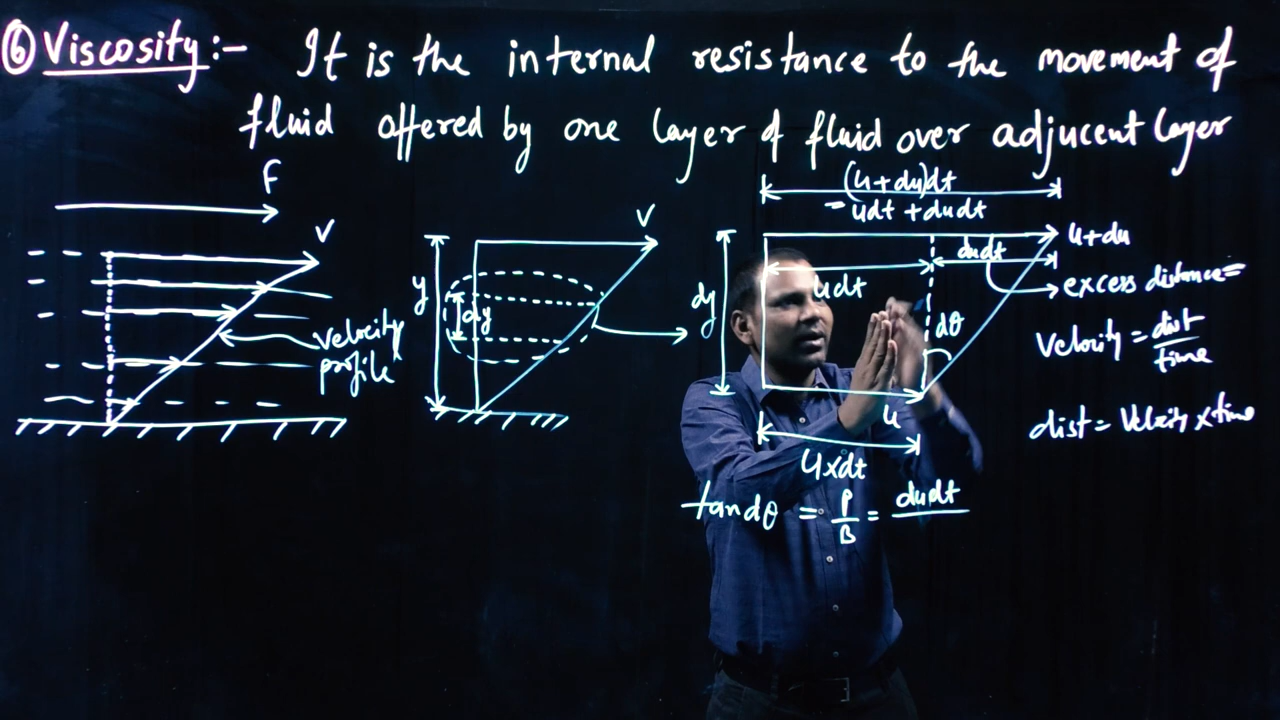 ⑥ Viscosity:- It is the internal resistance to the movement of
fluid offered by one layer of fluid over adjucent layer
F
V
velocity
profile
y
dy
V
(u+du)dt
= udt + dudt
u+du
dudt
udt
dy
dθ
u
u×dt
excess distance=
velocity = dist/time
dist = velocity × time
tandθ = P/B = dudt